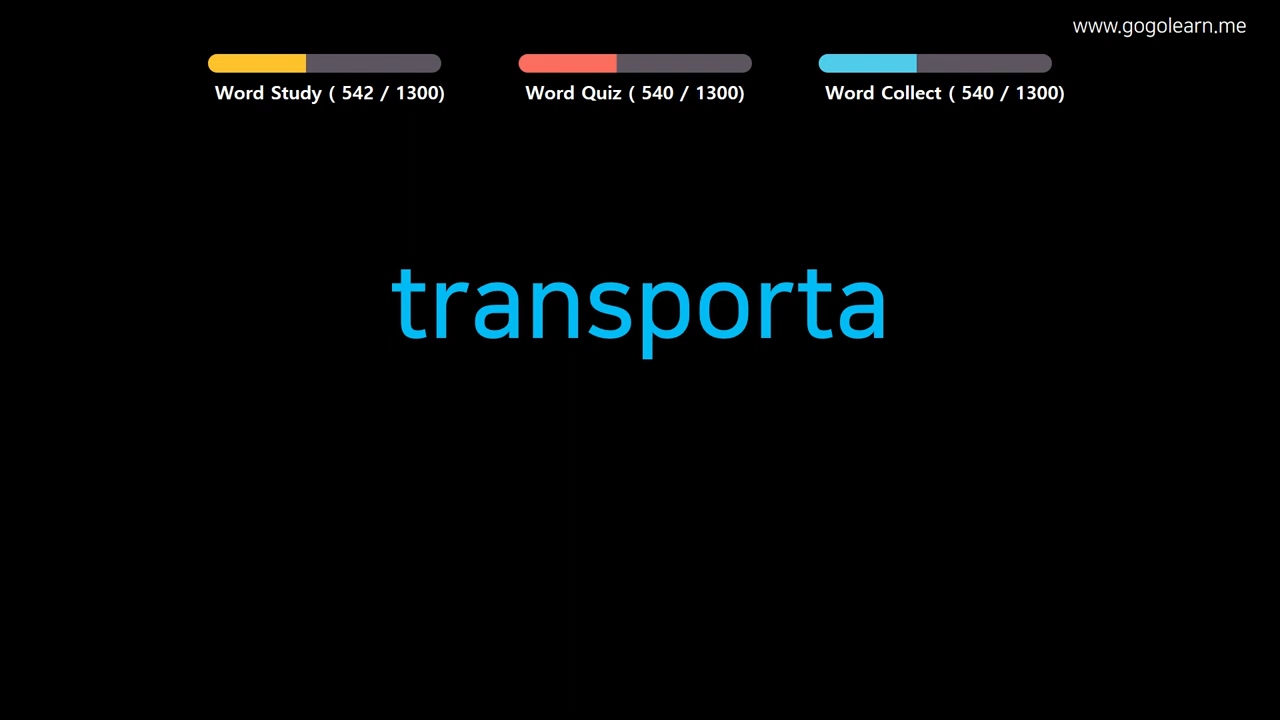 www.gogolearn.me
Word Study ( 542 / 1300)
Word Quiz ( 540 / 1300)
Word Collect ( 540 / 1300)
transporta